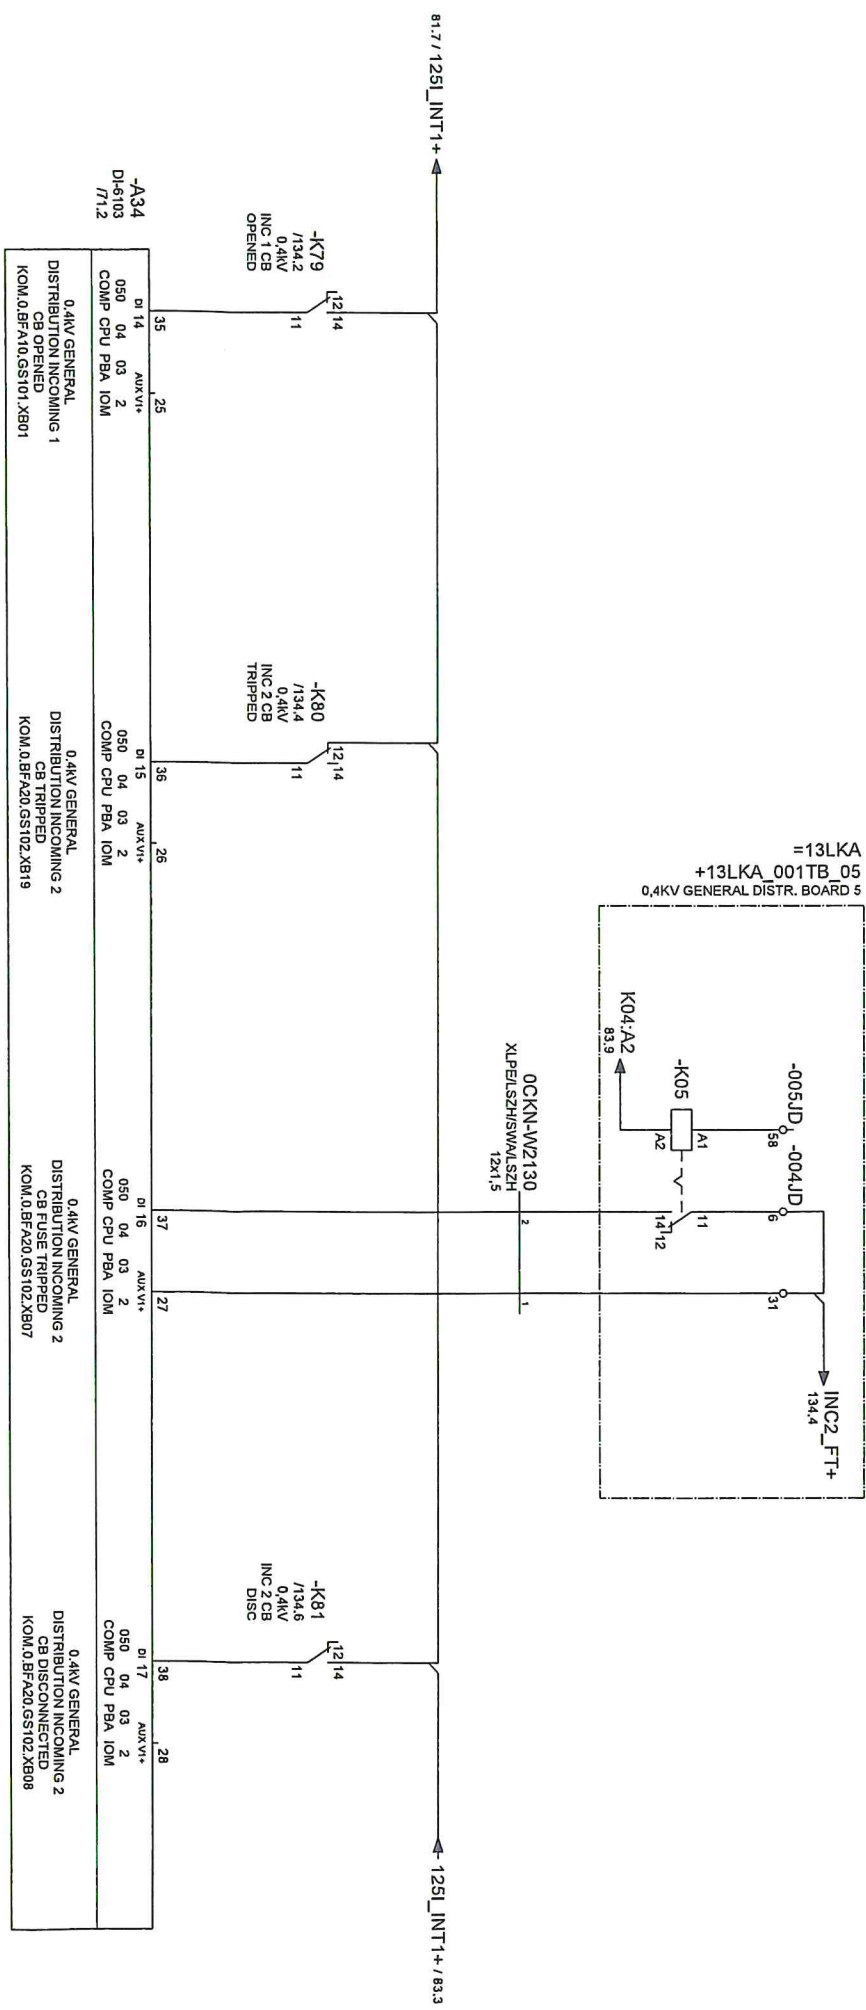 =13LKA
+13LKA_001TB_05
0,4KV GENERAL DISTR. BOARD 5
-005JD
58
-004JD
6
31
INC2_FT+
134.4
-K05
A1
A2
11
14
12
K04:A2
83.9
0CKN-W2130
XLPE/LSZH/SWA/LSZH
12x1,5
2
1
81.7 / 125I_INT1+
125I_INT1+ / 83.3
-K79
/134.2
0,4kV
INC 1 CB
OPENED
12
14
11
-K80
/134.4
0,4kV
INC 2 CB
TRIPPED
12
14
11
-K81
/134.6
0,4kV
INC 2 CB
DISC
12
14
11
-A34
DI-6103
/71.2
35
25
DI 14
AUXVI+
050 04 03 2
COMP CPU PBA IOM
0.4kV GENERAL
DISTRIBUTION INCOMING 1
CB OPENED
KOM.0.BFA10.GS101.XB01
36
26
DI 15
AUXVI+
050 04 03 2
COMP CPU PBA IOM
0.4kV GENERAL
DISTRIBUTION INCOMING 2
CB TRIPPED
KOM.0.BFA20.GS102.XB19
37
27
DI 16
AUXVI+
050 04 03 2
COMP CPU PBA IOM
0.4kV GENERAL
DISTRIBUTION INCOMING 2
CB FUSE TRIPPED
KOM.0.BFA20.GS102.XB07
38
28
DI 17
AUXVI+
050 04 03 2
COMP CPU PBA IOM
0.4kV GENERAL
DISTRIBUTION INCOMING 2
CB DISCONNECTED
KOM.0.BFA20.GS102.XB08